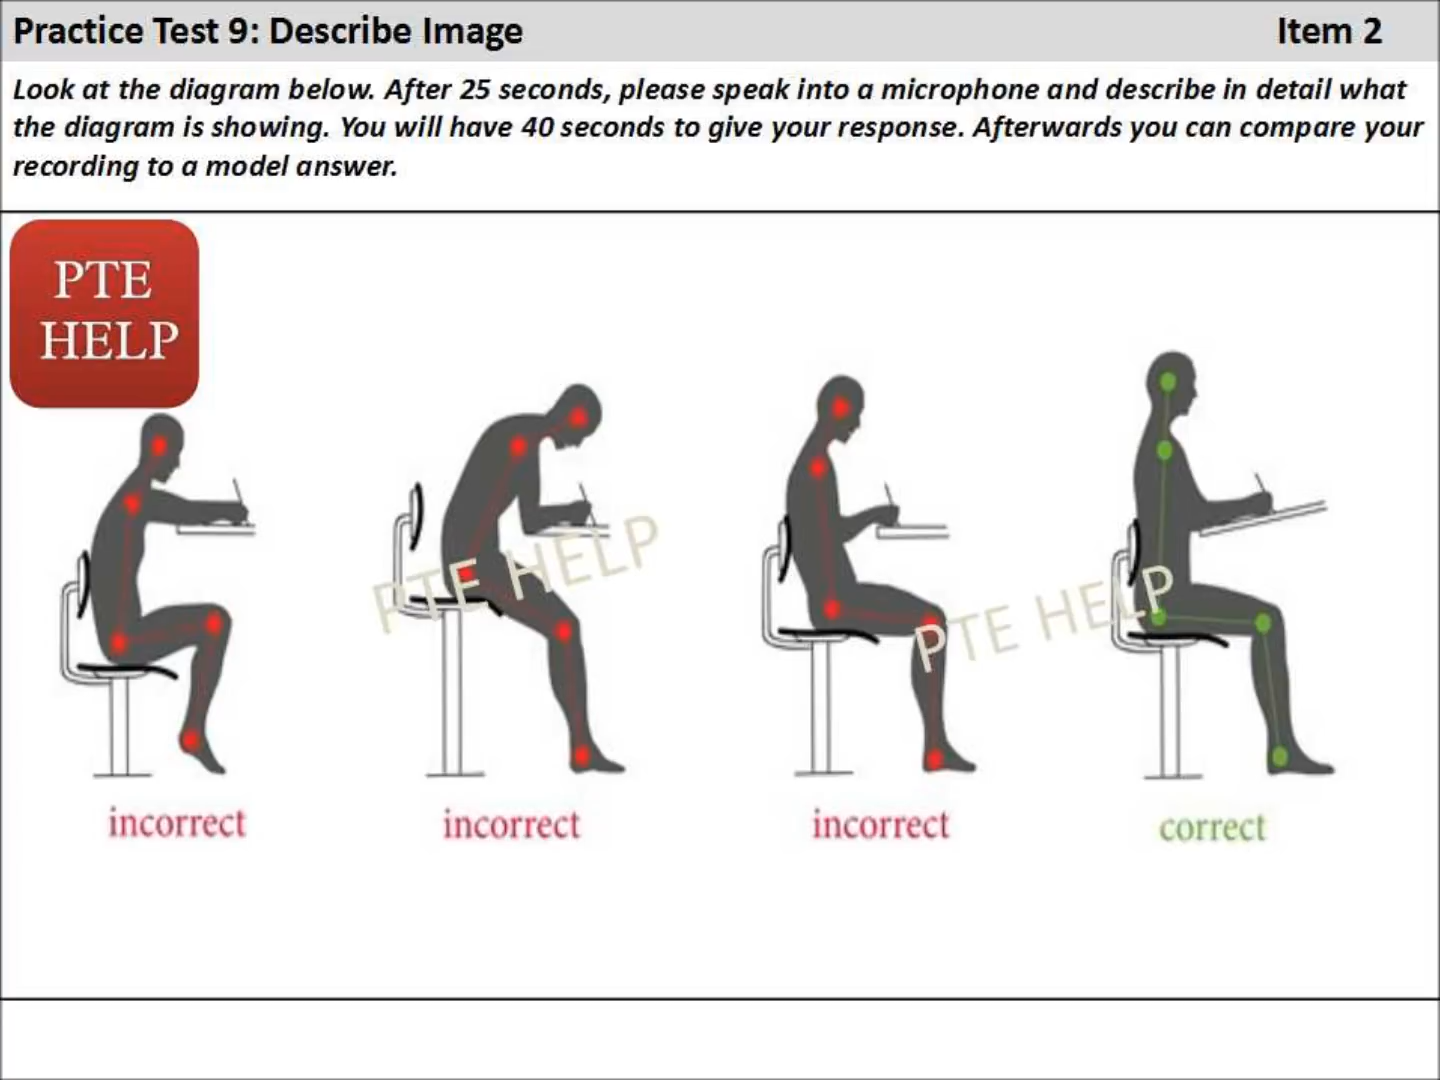 Practice Test 9: Describe Image
Item 2
Look at the diagram below. After 25 seconds, please speak into a microphone and describe in detail what
the diagram is showing. You will have 40 seconds to give your response. Afterwards you can compare your
recording to a model answer.
PTE
HELP
PTE HELP
PTE HELP
incorrect
incorrect
incorrect
correct